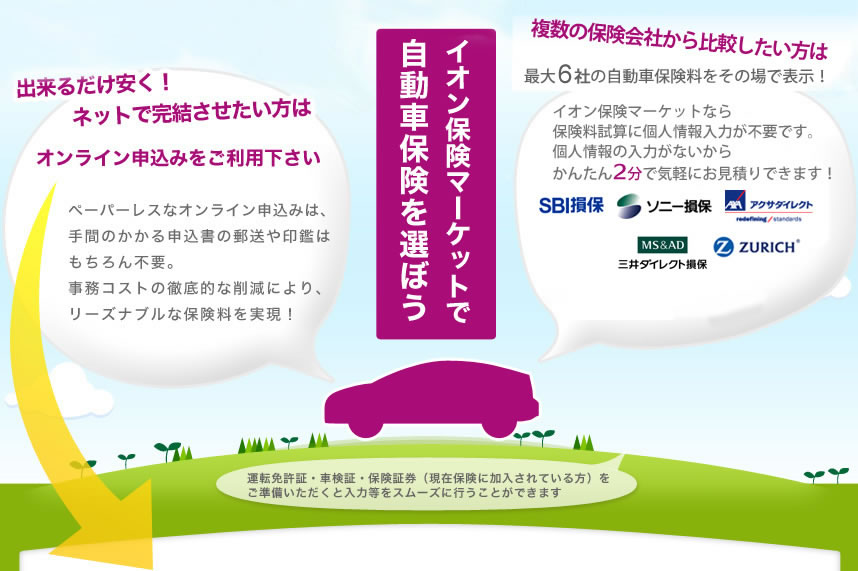 出来るだけ安く！
ネットで完結させたい方は
オンライン申込みをご利用下さい
ペーパーレスなオンライン申込みは、
手間のかかる申込書の郵送や印鑑は
もちろん不要。
事務コストの徹底的な削減により、
リーズナブルな保険料を実現！
イオン保険マーケットで
自動車保険を選ぼう
複数の保険会社から比較したい方は
最大6社の自動車保険料をその場で表示！
イオン保険マーケットなら
保険料試算に個人情報入力が不要です。
個人情報の入力がないから
かんたん2分で気軽にお見積りできます！
SBI損保
ソニー損保
AXA アクサダイレクト
redefining / standards
MS&AD
三井ダイレクト損保
Z ZURICH®
運転免許証・車検証・保険証券（現在保険に加入されている方）を
ご準備いただくと入力等をスムーズに行うことができます